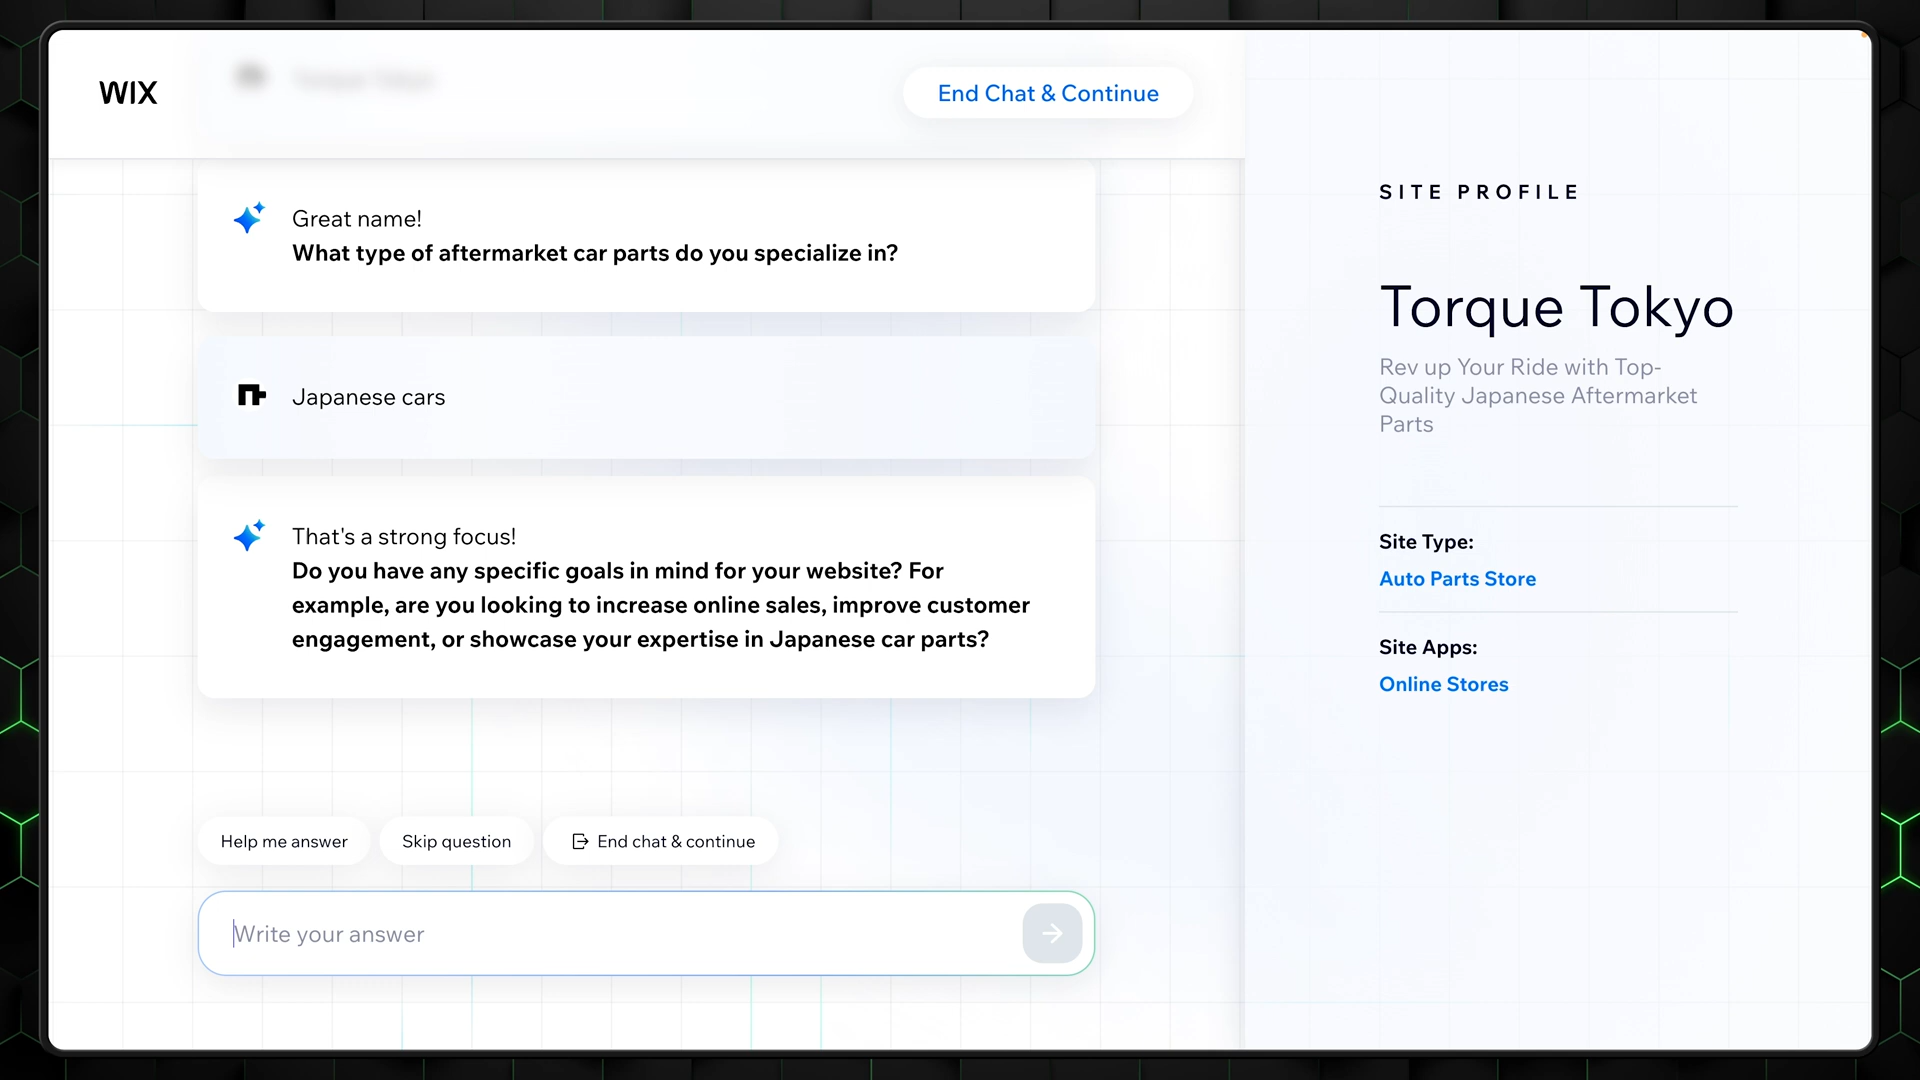 WIX
Torque Tokyo
End Chat & Continue
Great name!
What type of aftermarket car parts do you specialize in?
Japanese cars
That's a strong focus!
Do you have any specific goals in mind for your website? For
example, are you looking to increase online sales, improve customer
engagement, or showcase your expertise in Japanese car parts?
Help me answer
Skip question
End chat & continue
Write your answer
SITE PROFILE
Torque Tokyo
Rev up Your Ride with Top-
Quality Japanese Aftermarket
Parts
Site Type:
Auto Parts Store
Site Apps:
Online Stores